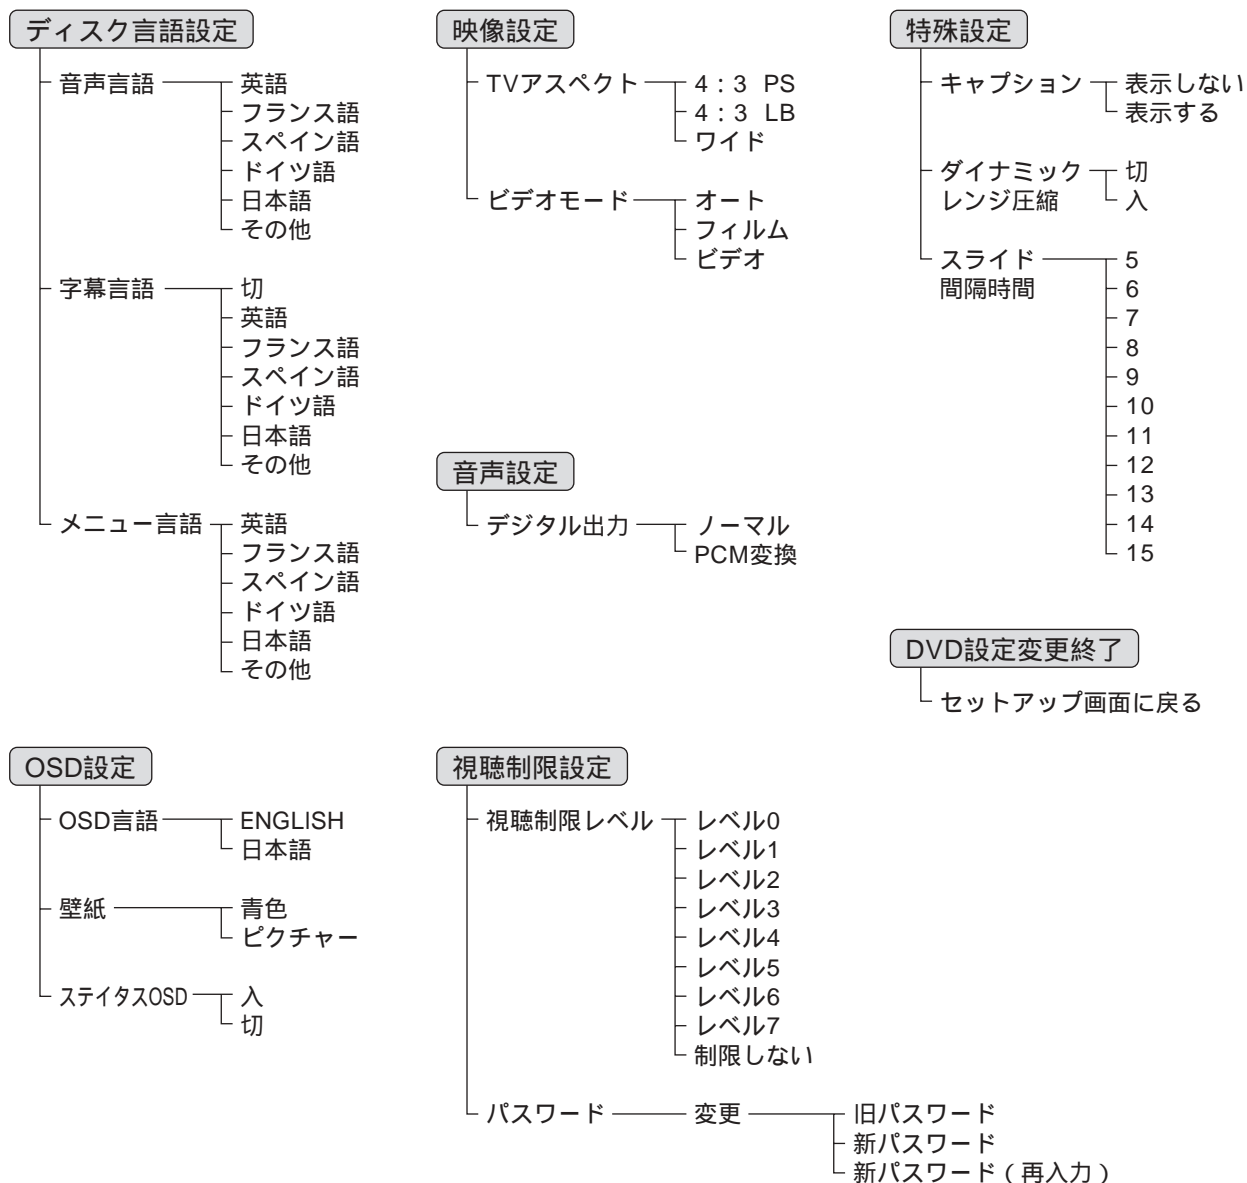 ディスク言語設定
音声言語
英語
フランス語
スペイン語
ドイツ語
日本語
その他
字幕言語
切
英語
フランス語
スペイン語
ドイツ語
日本語
その他
メニュー言語
英語
フランス語
スペイン語
ドイツ語
日本語
その他
映像設定
TVアスペクト
4:3 PS
4:3 LB
ワイド
ビデオモード
オート
フィルム
ビデオ
音声設定
デジタル出力
ノーマル
PCM変換
特殊設定
キャプション
表示しない
表示する
ダイナミック
レンジ圧縮
切
入
スライド
間隔時間
5
6
7
8
9
10
11
12
13
14
15
DVD設定変更終了
セットアップ画面に戻る
OSD設定
OSD言語
ENGLISH
日本語
壁紙
青色
ピクチャー
ステイタスOSD
入
切
視聴制限設定
視聴制限レベル
レベル0
レベル1
レベル2
レベル3
レベル4
レベル5
レベル6
レベル7
制限しない
パスワード
変更
旧パスワード
新パスワード
新パスワード(再入力)